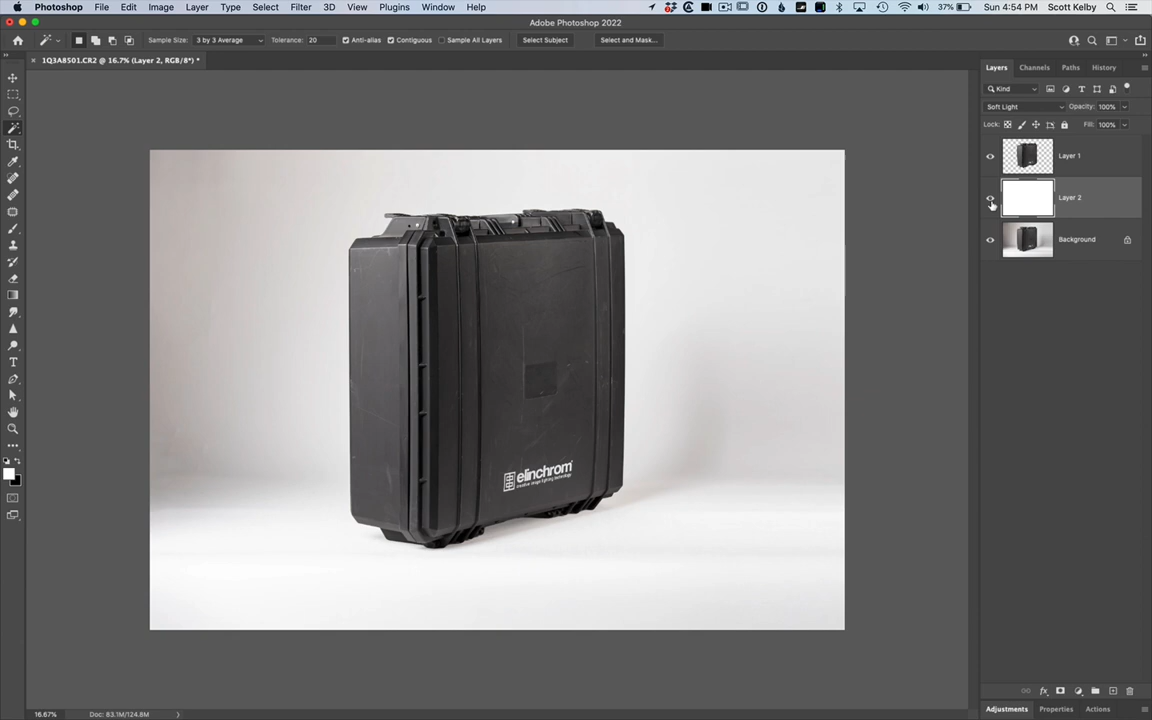 Photoshop File Edit Image Layer Type Select Filter 3D View Plugins Window Help 37% Sun 4:54 PM Scott Kelby
Adobe Photoshop 2022
Sample Size: 3 by 3 Average Tolerance: 20 Anti-alias Contiguous Sample All Layers Select Subject Select and Mask...
× 1Q3A8501.CR2 @ 16.7% (Layer 2, RGB/8*) *
Layers Channels Paths History
Kind
Soft Light Opacity: 100%
Lock: Fill: 100%
Layer 1
Layer 2
Background
elinchrom
16.67% Doc: 83.1M/124.8M
Adjustments Properties Actions